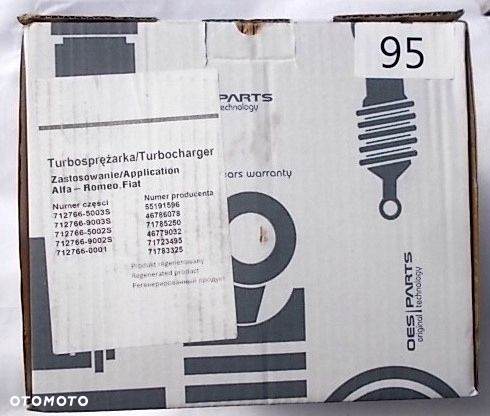 95
PARTS
technology
Turbosprężarka/Turbocharger
Zastosowanie/Application
Alfa – Romeo, Fiat
Numer części Numer producenta
712766-5003S 55191596
712766-9003S 46786078
712766-5002S 71785250
712766-9002S 46779032
712766-0001 71723495
71783325
Produkt regenerowany
Regenerated product
Регенерированный продукт
ears warranty
OES PARTS
original technology
OTOMOTO